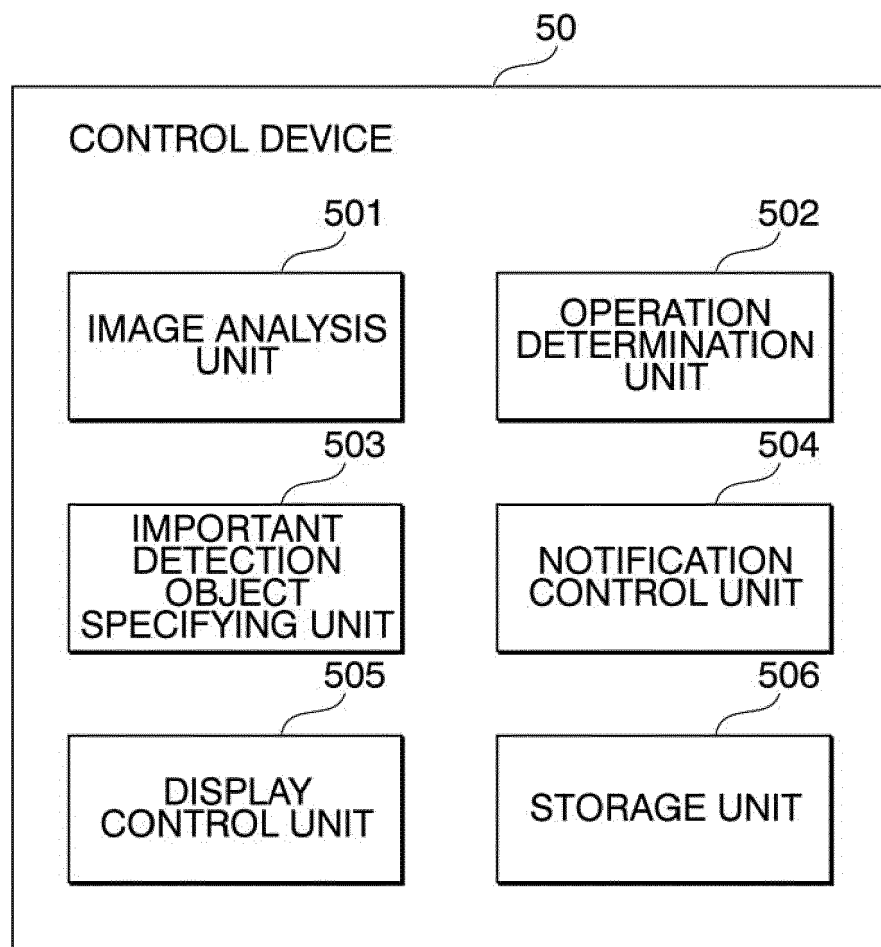 50
CONTROL DEVICE
501
IMAGE ANALYSIS
UNIT
502
OPERATION
DETERMINATION
UNIT
503
IMPORTANT
DETECTION
OBJECT
SPECIFYING UNIT
504
NOTIFICATION
CONTROL UNIT
505
DISPLAY
CONTROL UNIT
506
STORAGE UNIT